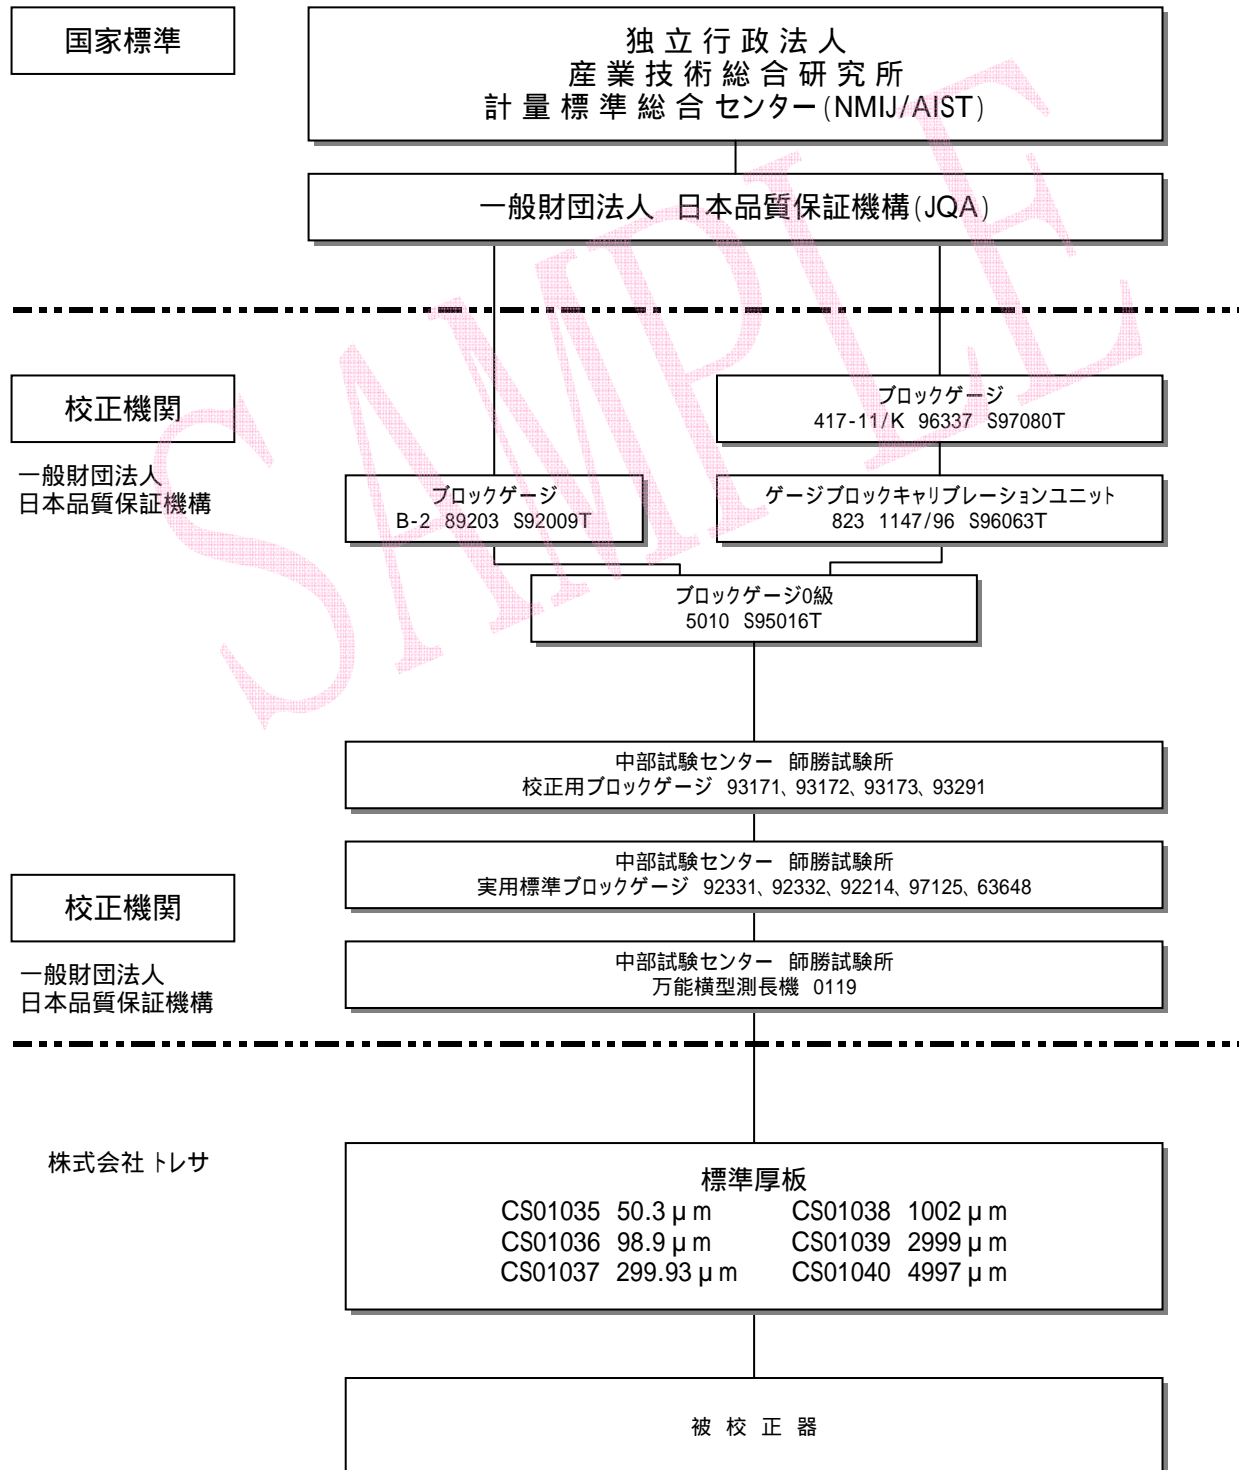 国家標準
独立行政法人
産業技術総合研究所
計量標準総合センター(NMIJ/AIST)
一般財団法人 日本品質保証機構(JQA)
校正機関
一般財団法人
日本品質保証機構
ブロックゲージ
417-11/K 96337 S97080T
ブロックゲージ
B-2 89203 S92009T
ゲージブロックキャリブレーションユニット
823 1147/96 S96063T
ブロックゲージ0級
5010 S95016T
中部試験センター 師勝試験所
校正用ブロックゲージ 93171、93172、93173、93291
中部試験センター 師勝試験所
実用標準ブロックゲージ 92331、92332、92214、97125、63648
校正機関
一般財団法人
日本品質保証機構
中部試験センター 師勝試験所
万能横型測長機 0119
株式会社トレサ
標準厚板
CS01035 50.3μm CS01038 1002μm
CS01036 98.9μm CS01039 2999μm
CS01037 299.93μm CS01040 4997μm
被校正器
SAMPLE